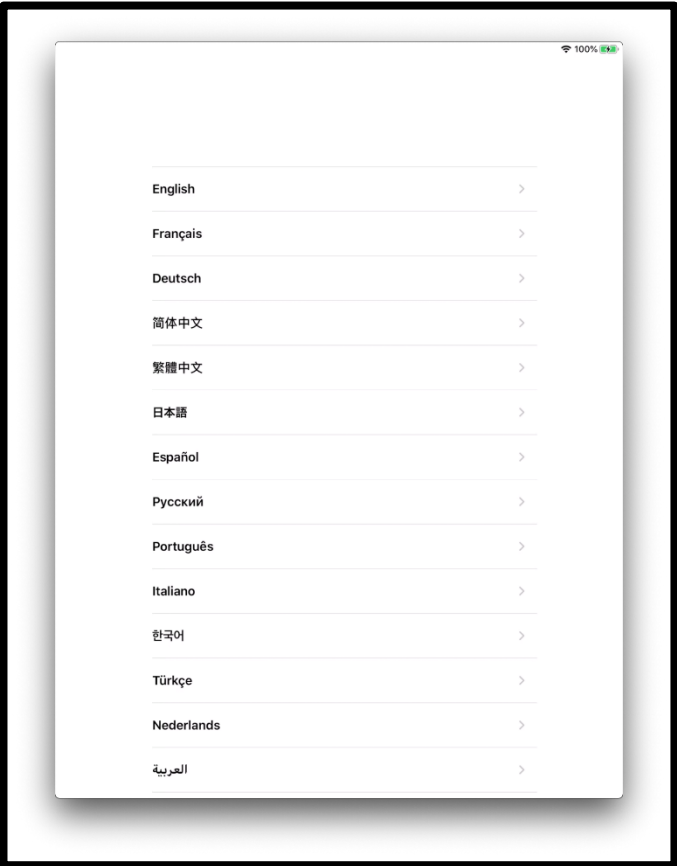 100%
English
Français
Deutsch
简体中文
繁體中文
日本語
Español
Русский
Português
Italiano
한국어
Türkçe
Nederlands
العربية